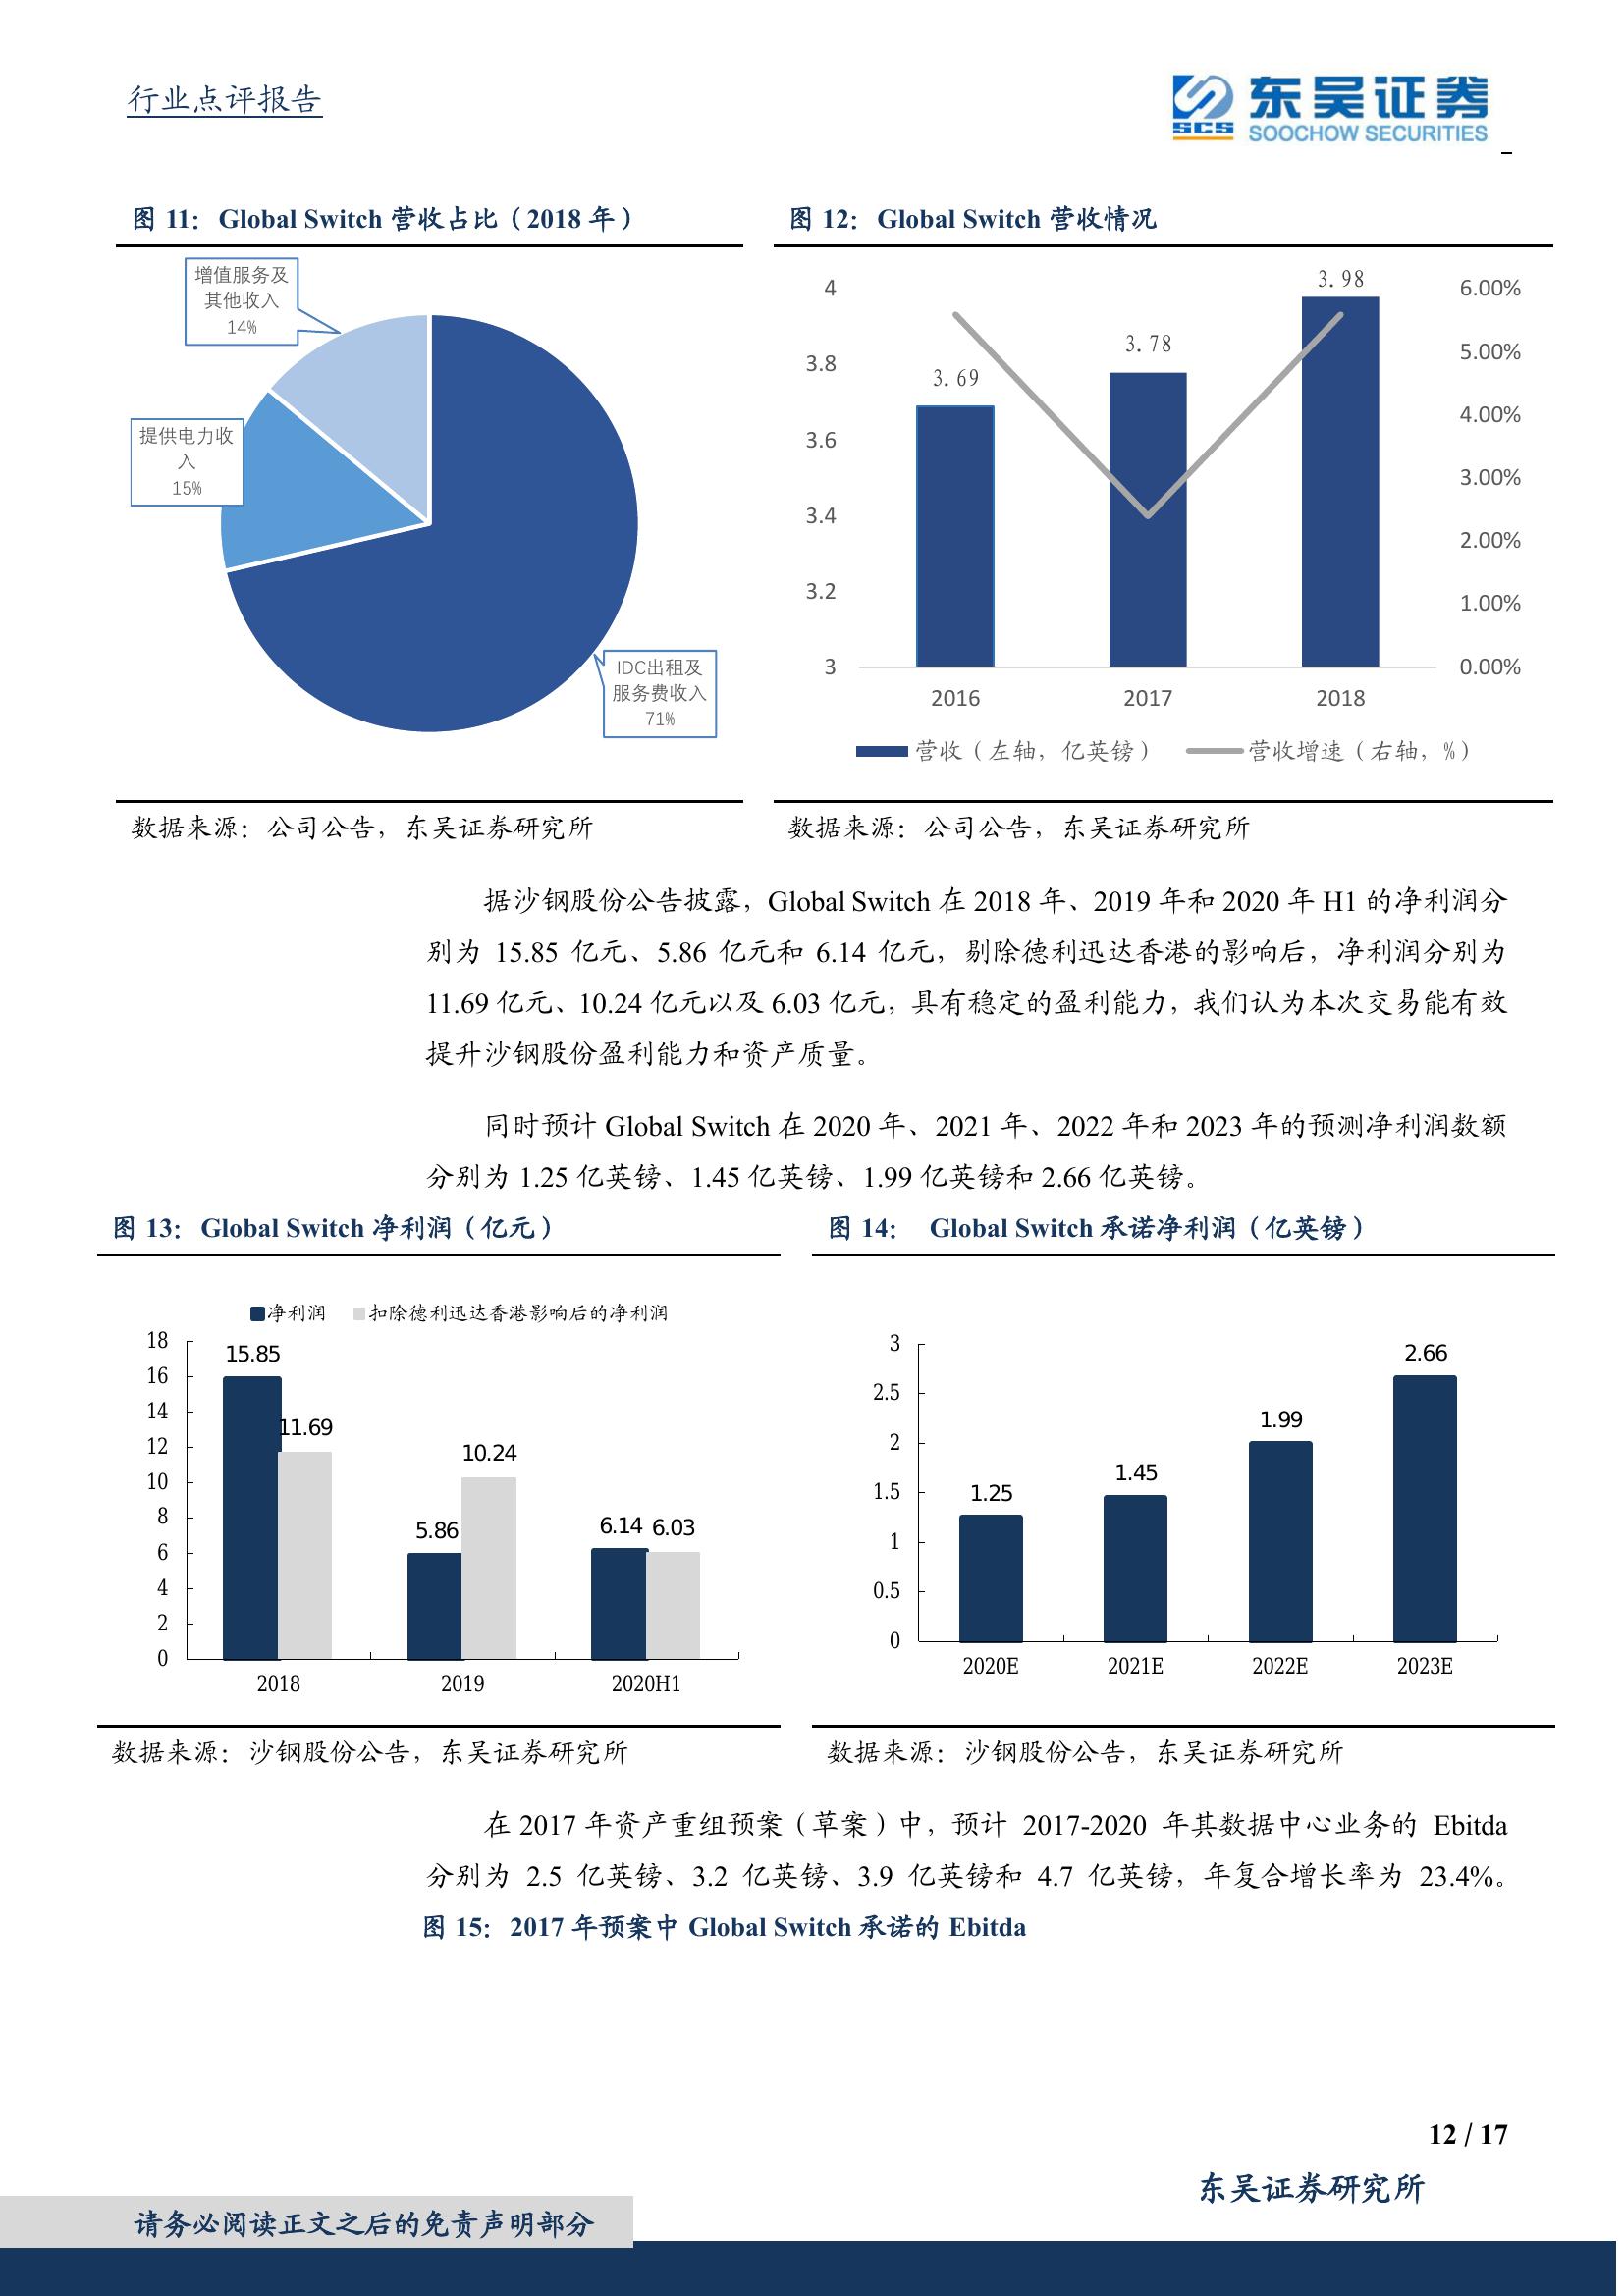 行业点评报告
SCS
东吴证券
SOOCHOW SECURITIES
图 11：Global Switch 营收占比（2018 年）
增值服务及
其他收入
14%
提供电力收
入
15%
IDC出租及
服务费收入
71%
数据来源：公司公告，东吴证券研究所
图 12：Global Switch 营收情况
4
3.8
3.6
3.4
3.2
3
3.69
3.78
3.98
6.00%
5.00%
4.00%
3.00%
2.00%
1.00%
0.00%
2016 2017 2018
营收（左轴，亿英镑） 营收增速（右轴，%）
数据来源：公司公告，东吴证券研究所
据沙钢股份公告披露，Global Switch 在 2018 年、2019 年和 2020 年 H1 的净利润分
别为 15.85 亿元、5.86 亿元和 6.14 亿元，剔除德利迅达香港的影响后，净利润分别为
11.69 亿元、10.24 亿元以及 6.03 亿元，具有稳定的盈利能力，我们认为本次交易能有效
提升沙钢股份盈利能力和资产质量。
同时预计 Global Switch 在 2020 年、2021 年、2022 年和 2023 年的预测净利润数额
分别为 1.25 亿英镑、1.45 亿英镑、1.99 亿英镑和 2.66 亿英镑。
图 13：Global Switch 净利润（亿元）
净利润 扣除德利迅达香港影响后的净利润
18
16
14
12
10
8
6
4
2
0
15.85
11.69
5.86
10.24
6.14 6.03
2018 2019 2020H1
数据来源：沙钢股份公告，东吴证券研究所
图 14： Global Switch 承诺净利润（亿英镑）
3
2.5
2
1.5
1
0.5
0
1.25
1.45
1.99
2.66
2020E 2021E 2022E 2023E
数据来源：沙钢股份公告，东吴证券研究所
在 2017 年资产重组预案（草案）中，预计 2017-2020 年其数据中心业务的 Ebitda
分别为 2.5 亿英镑、3.2 亿英镑、3.9 亿英镑和 4.7 亿英镑，年复合增长率为 23.4%。
图 15：2017 年预案中 Global Switch 承诺的 Ebitda
12 / 17
东吴证券研究所
请务必阅读正文之后的免责声明部分